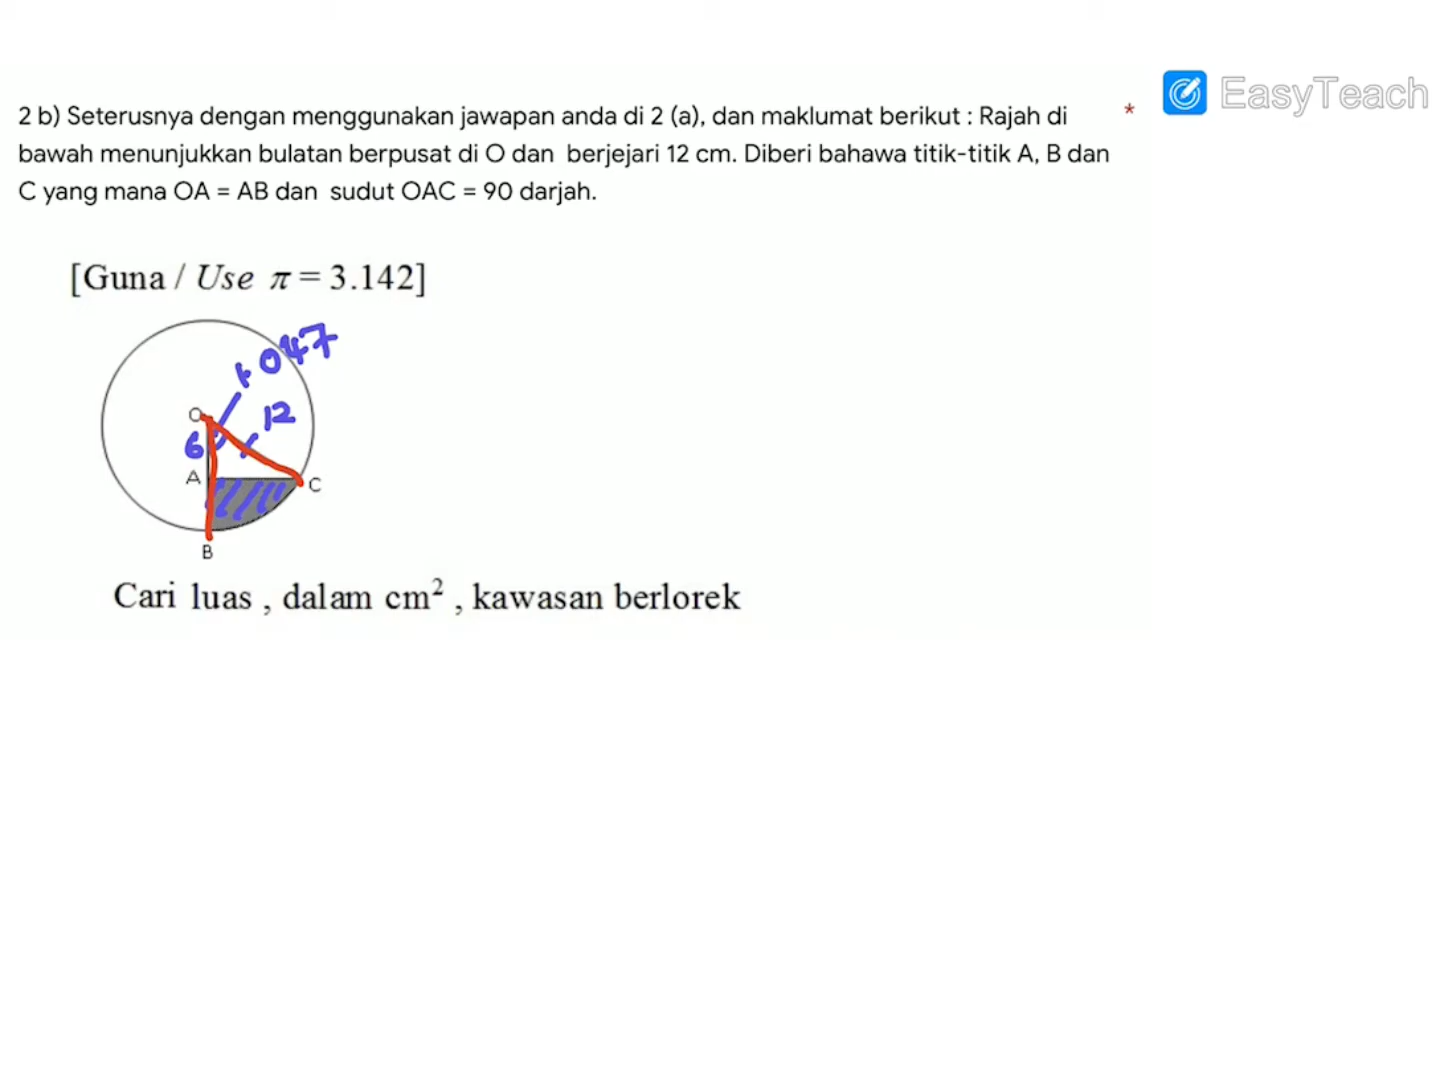 EasyTeach
2 b) Seterusnya dengan menggunakan jawapan anda di 2 (a), dan maklumat berikut : Rajah di *
bawah menunjukkan bulatan berpusat di O dan berjejari 12 cm. Diberi bahawa titik-titik A, B dan
C yang mana OA = AB dan sudut OAC = 90 darjah.
[Guna / Use π = 3.142]
1.047
O
12
6
A
C
B
Cari luas , dalam cm² , kawasan berlorek